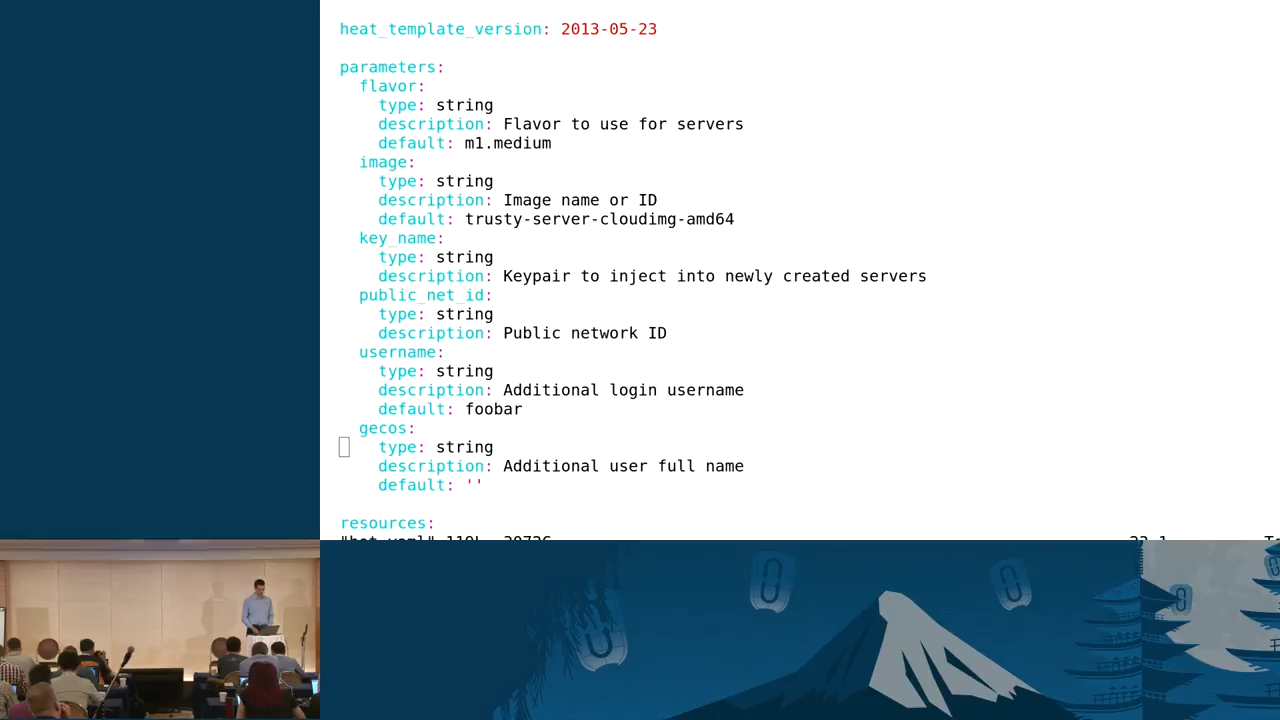 heat_template_version: 2013-05-23
parameters:
flavor:
type: string
description: Flavor to use for servers
default: m1.medium
image:
type: string
description: Image name or ID
default: trusty-server-cloudimg-amd64
key_name:
type: string
description: Keypair to inject into newly created servers
public_net_id:
type: string
description: Public network ID
username:
type: string
description: Additional login username
default: foobar
gecos:
type: string
description: Additional user full name
default: ''
resources: